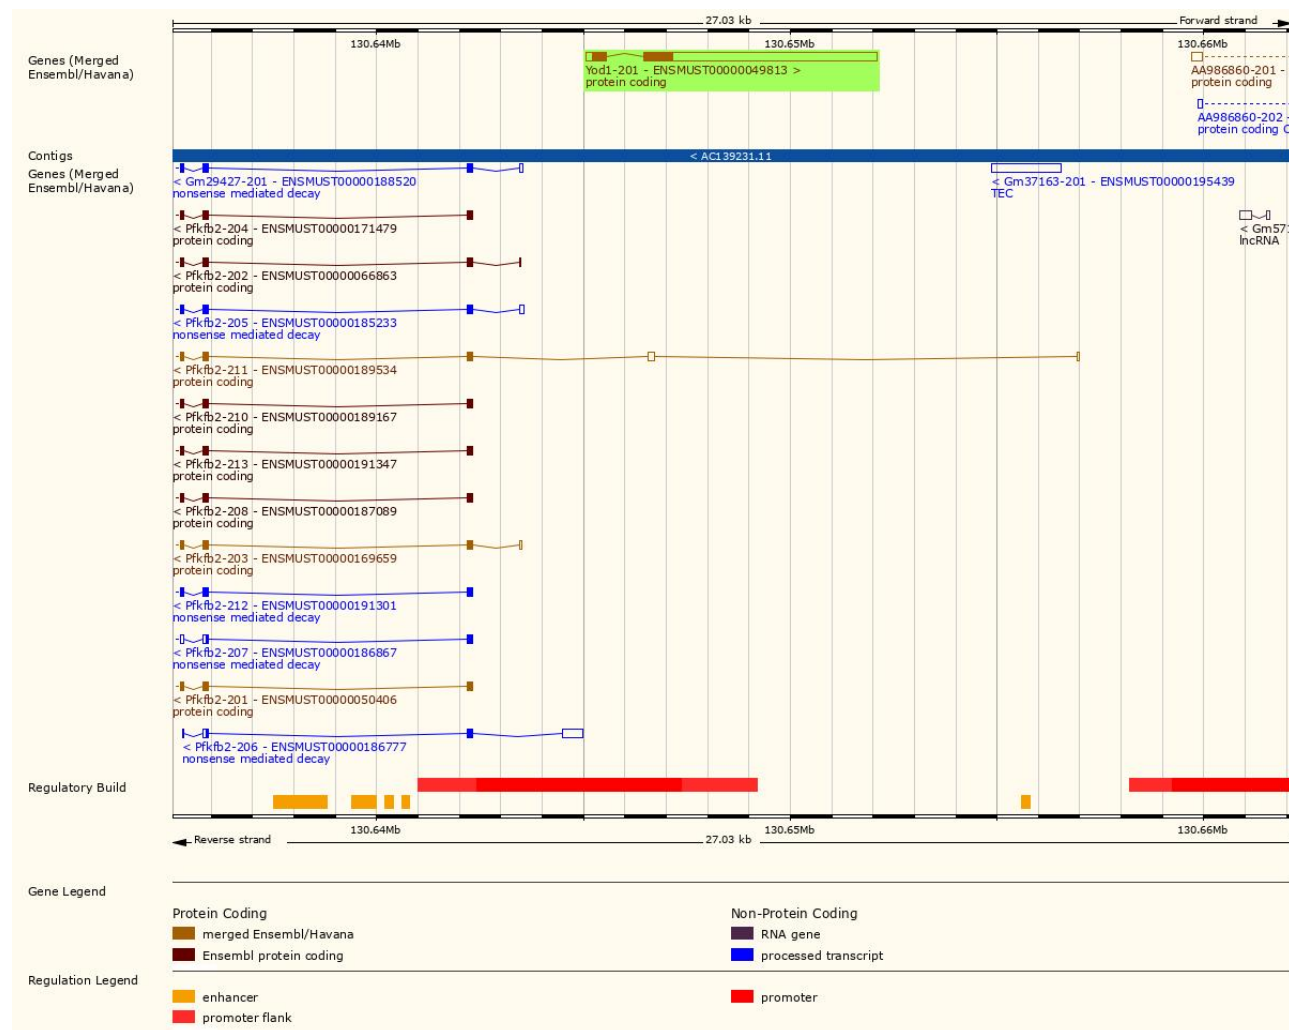 27.03 kb
Forward strand
130.64Mb
130.65Mb
130.66Mb
Genes (Merged
Ensembl/Havana)
Yod1-201 - ENSMUST00000049813 >
protein coding
AA986860-201 -
protein coding
AA986860-202 -
protein coding
Contigs
< AC139231.11
Genes (Merged
Ensembl/Havana)
< Gm29427-201 - ENSMUST00000188520
nonsense mediated decay
< Gm37163-201 - ENSMUST00000195439
TEC
< Pfkfb2-204 - ENSMUST00000171479
protein coding
< Gm57
lncRNA
< Pfkfb2-202 - ENSMUST00000066863
protein coding
< Pfkfb2-205 - ENSMUST00000185233
nonsense mediated decay
< Pfkfb2-211 - ENSMUST00000189534
protein coding
< Pfkfb2-210 - ENSMUST00000189167
protein coding
< Pfkfb2-213 - ENSMUST00000191347
protein coding
< Pfkfb2-208 - ENSMUST00000187089
protein coding
< Pfkfb2-203 - ENSMUST00000169659
protein coding
< Pfkfb2-212 - ENSMUST00000191301
nonsense mediated decay
< Pfkfb2-207 - ENSMUST00000186867
nonsense mediated decay
< Pfkfb2-201 - ENSMUST00000050406
protein coding
< Pfkfb2-206 - ENSMUST00000186777
nonsense mediated decay
Regulatory Build
130.64Mb
130.65Mb
130.66Mb
Reverse strand
27.03 kb
Gene Legend
Protein Coding
Non-Protein Coding
merged Ensembl/Havana
RNA gene
Ensembl protein coding
processed transcript
Regulation Legend
enhancer
promoter
promoter flank